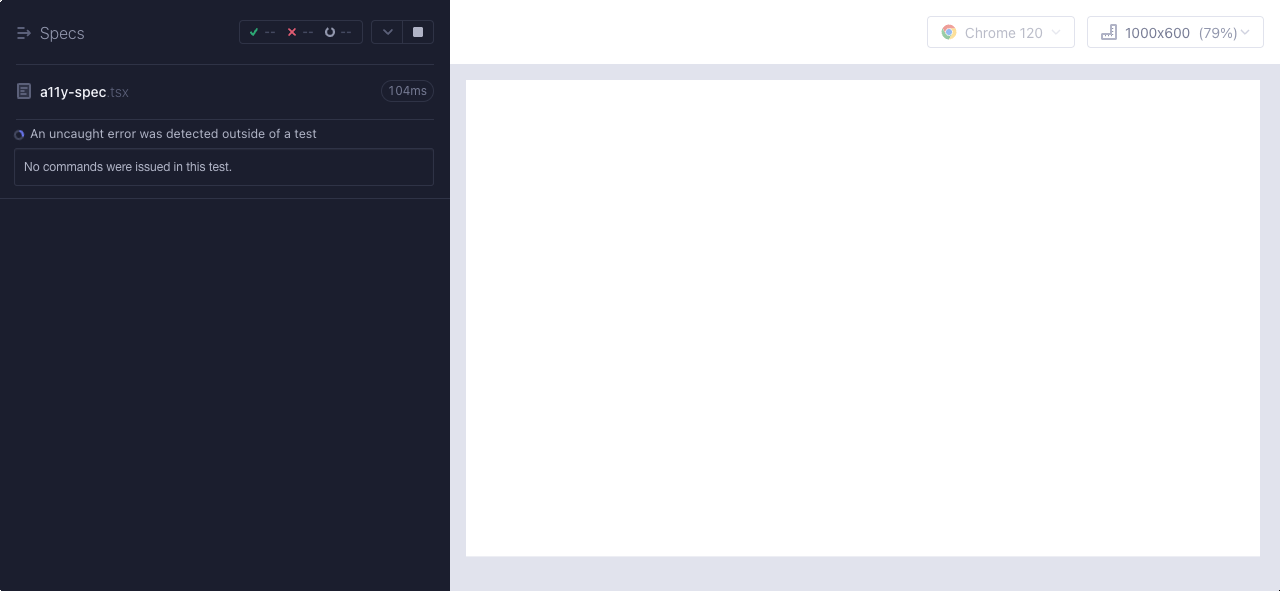 Specs
-- -- --
Chrome 120
1000x600 (79%)
a11y-spec.tsx
104ms
An uncaught error was detected outside of a test
No commands were issued in this test.